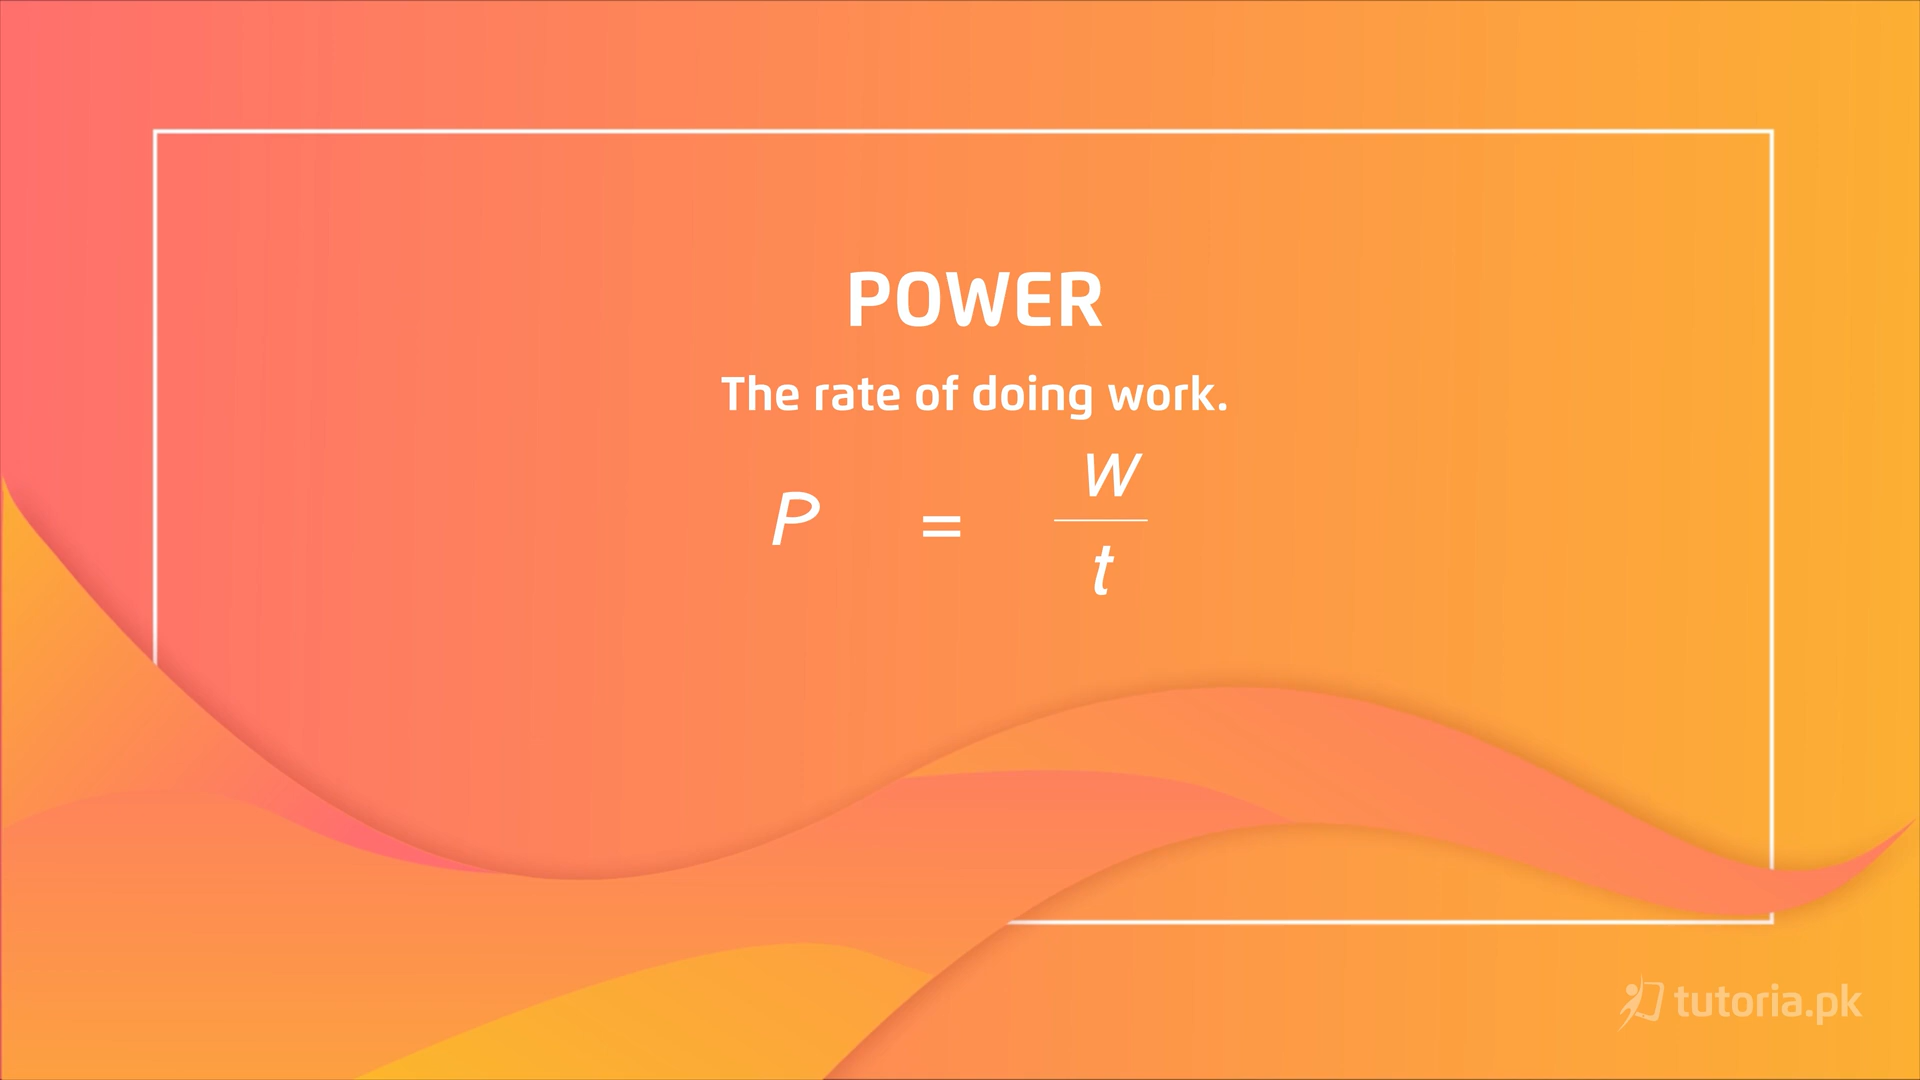 POWER
The rate of doing work.
P = W/t
tutoria.pk